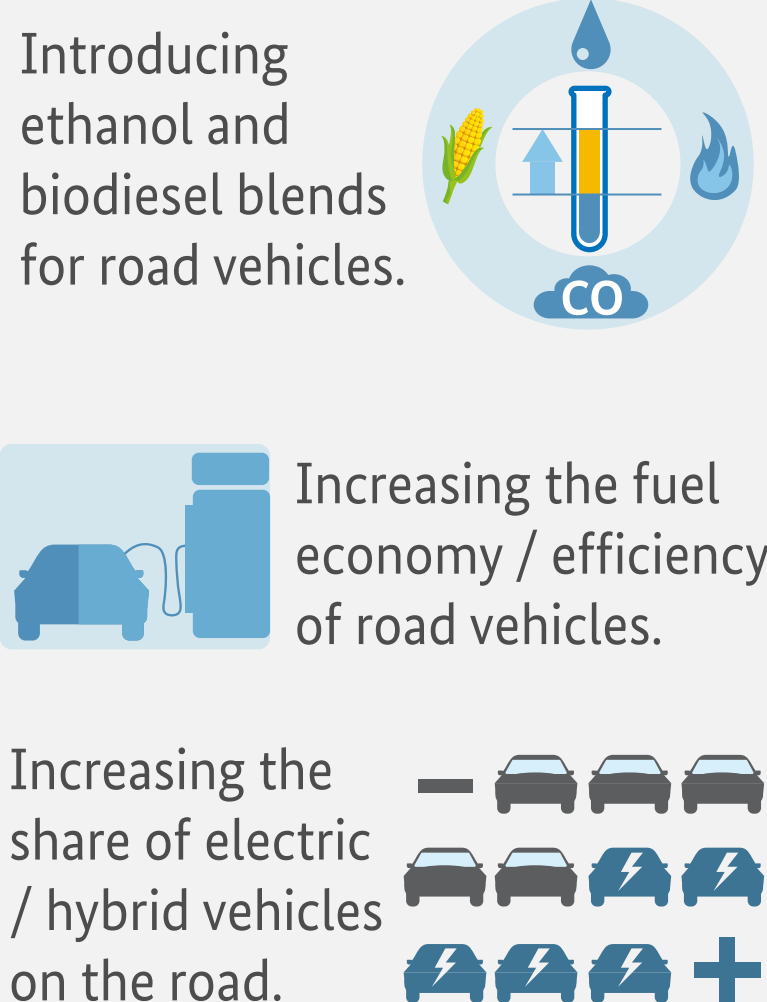 Introducing
ethanol and
biodiesel blends
for road vehicles.
CO
Increasing the fuel
economy / efficiency
of road vehicles.
Increasing the
share of electric
/ hybrid vehicles
on the road.